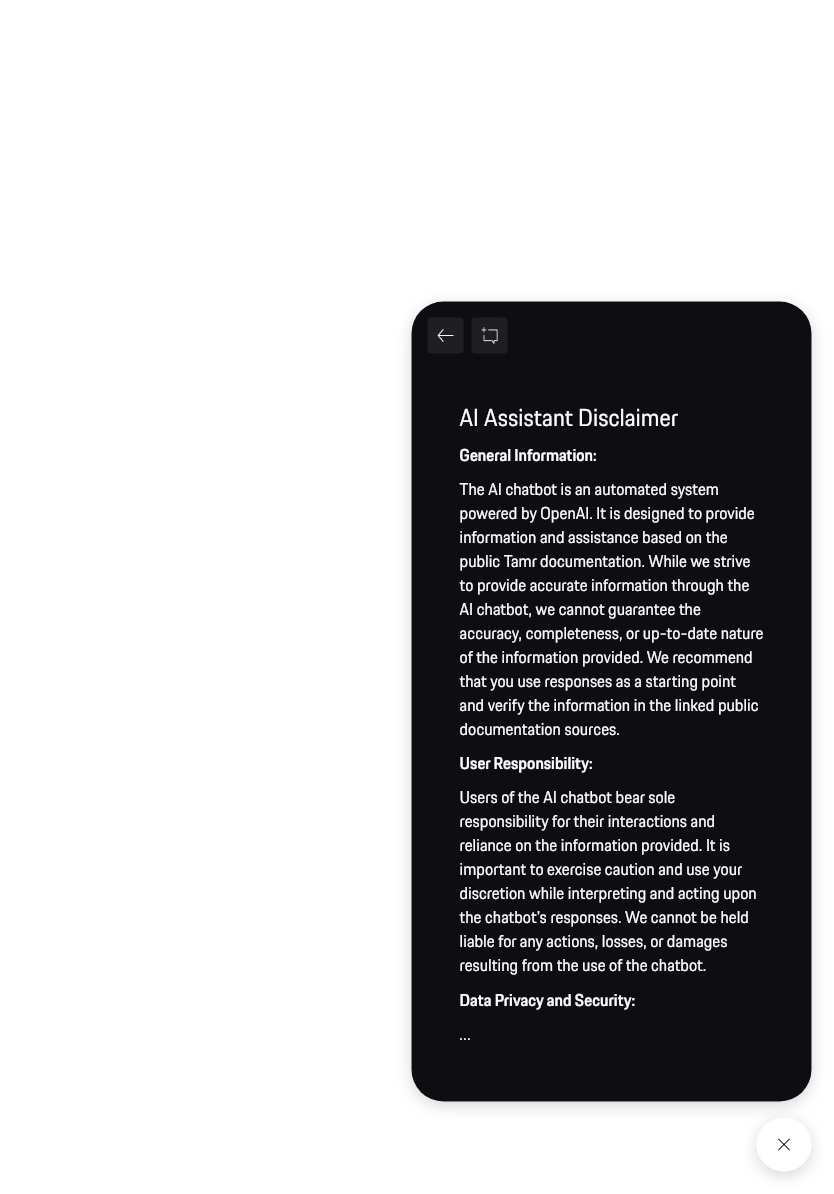 AI Assistant Disclaimer
General Information:
The AI chatbot is an automated system
powered by OpenAI. It is designed to provide
information and assistance based on the
public Tamr documentation. While we strive
to provide accurate information through the
AI chatbot, we cannot guarantee the
accuracy, completeness, or up-to-date nature
of the information provided. We recommend
that you use responses as a starting point
and verify the information in the linked public
documentation sources.
User Responsibility:
Users of the AI chatbot bear sole
responsibility for their interactions and
reliance on the information provided. It is
important to exercise caution and use your
discretion while interpreting and acting upon
the chatbot's responses. We cannot be held
liable for any actions, losses, or damages
resulting from the use of the chatbot.
Data Privacy and Security:
...